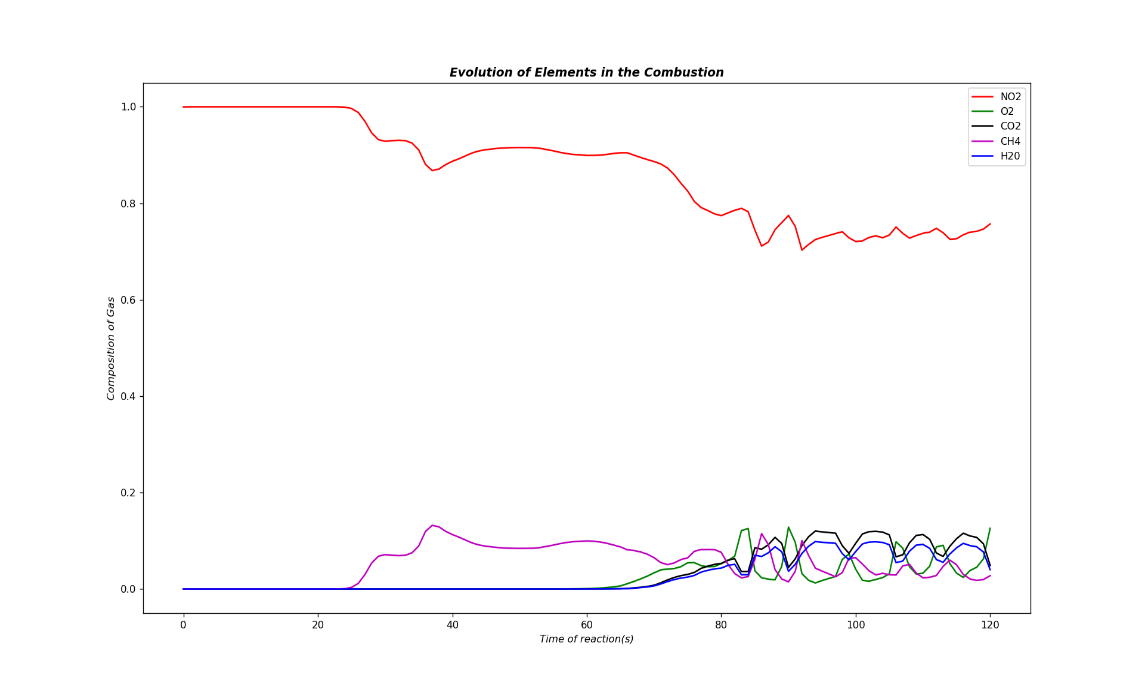 Evolution of Elements in the Combustion
NO2
O2
CO2
CH4
H20
1.0
0.8
0.6
0.4
0.2
0.0
Composition of Gas
0 20 40 60 80 100 120
Time of reaction(s)